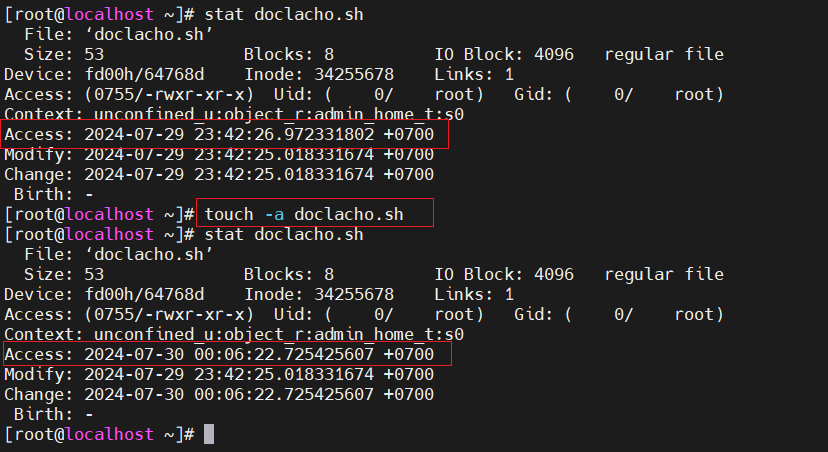 [root@localhost ~]# stat doclacho.sh
  File: ‘doclacho.sh’
  Size: 53              Blocks: 8          IO Block: 4096   regular file
Device: fd00h/64768d    Inode: 34255678    Links: 1
Access: (0755/-rwxr-xr-x)  Uid: (    0/    root)   Gid: (    0/    root)
Context: unconfined_u:object_r:admin_home_t:s0
Access: 2024-07-29 23:42:26.972331802 +0700
Modify: 2024-07-29 23:42:25.018331674 +0700
Change: 2024-07-29 23:42:25.018331674 +0700
 Birth: -
[root@localhost ~]# touch -a doclacho.sh
[root@localhost ~]# stat doclacho.sh
  File: ‘doclacho.sh’
  Size: 53              Blocks: 8          IO Block: 4096   regular file
Device: fd00h/64768d    Inode: 34255678    Links: 1
Access: (0755/-rwxr-xr-x)  Uid: (    0/    root)   Gid: (    0/    root)
Context: unconfined_u:object_r:admin_home_t:s0
Access: 2024-07-30 00:06:22.725425607 +0700
Modify: 2024-07-29 23:42:25.018331674 +0700
Change: 2024-07-30 00:06:22.725425607 +0700
 Birth: -
[root@localhost ~]#